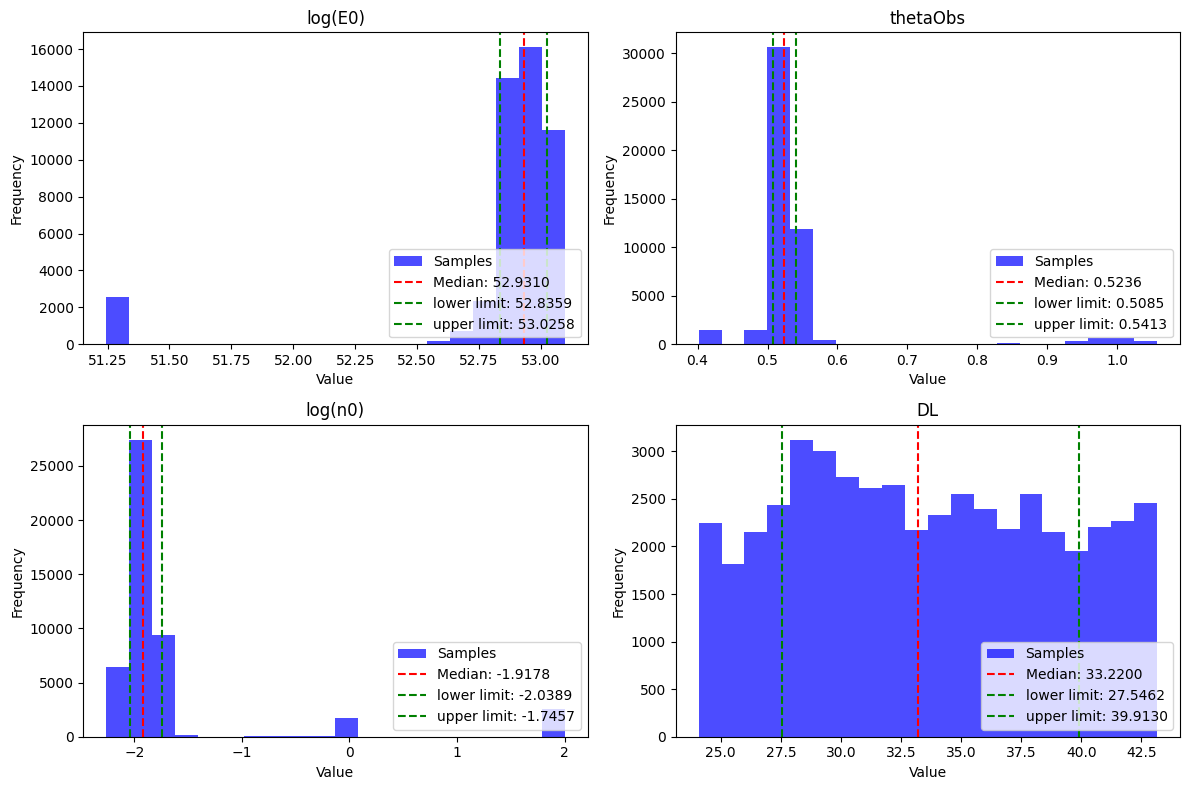 log(E0)
Frequency
16000
14000
12000
10000
8000
6000
4000
2000
0
Samples
Median: 52.9310
lower limit: 52.8359
upper limit: 53.0258
51.25 51.50 51.75 52.00 52.25 52.50 52.75 53.00
Value
thetaObs
Frequency
30000
25000
20000
15000
10000
5000
0
Samples
Median: 0.5236
lower limit: 0.5085
upper limit: 0.5413
0.4 0.5 0.6 0.7 0.8 0.9 1.0
Value
log(n0)
Frequency
25000
20000
15000
10000
5000
0
Samples
Median: -1.9178
lower limit: -2.0389
upper limit: -1.7457
−2 −1 0 1 2
Value
DL
Frequency
3000
2500
2000
1500
1000
500
0
Samples
Median: 33.2200
lower limit: 27.5462
upper limit: 39.9130
25.0 27.5 30.0 32.5 35.0 37.5 40.0 42.5
Value